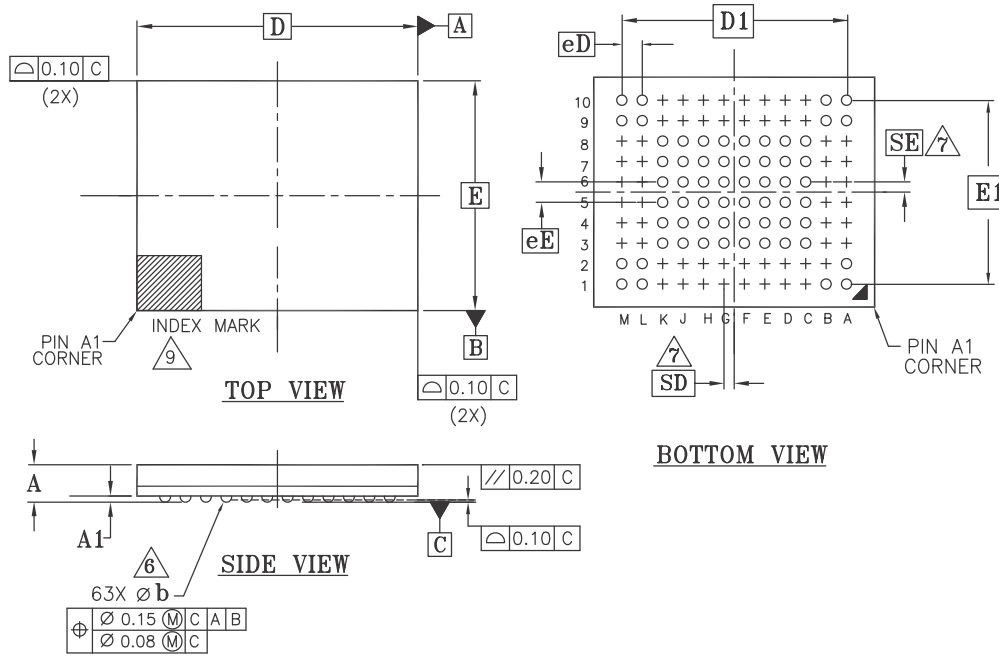 D
A
⌓ 0.10 C
(2X)
E
PIN A1
CORNER
INDEX MARK
9
B
⌓ 0.10 C
(2X)
TOP VIEW
D1
eD
10
9
8
7
6
5
4
3
2
1
SE 7
E1
eE
M L K J H G F E D C B A
7
SD
PIN A1
CORNER
BOTTOM VIEW
A
A1
// 0.20 C
C
⌓ 0.10 C
6
SIDE VIEW
63X Ø b
⌖ Ø 0.15 Ⓜ C A B
Ø 0.08 Ⓜ C